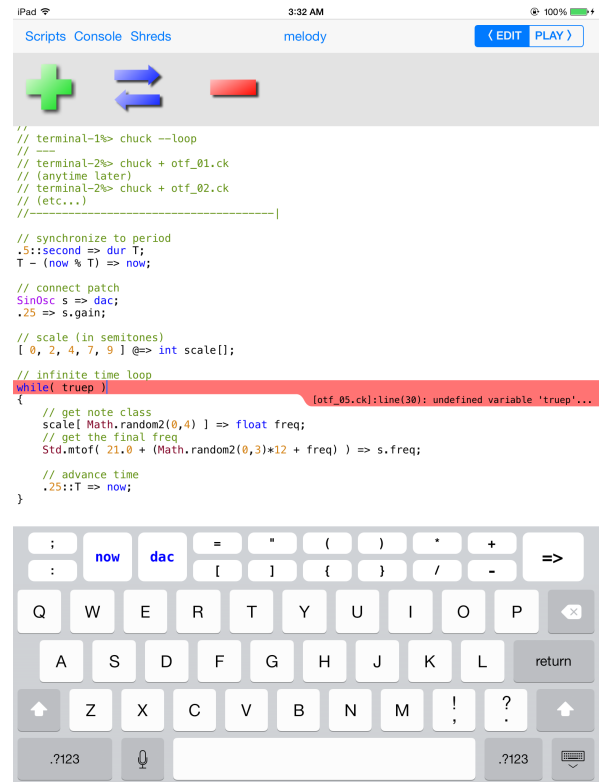 iPad 3:32 AM 100%
Scripts Console Shreds melody 〈 EDIT PLAY 〉
//
// terminal-1%> chuck --loop
// ---
// terminal-2%> chuck + otf_01.ck
// (anytime later)
// terminal-2%> chuck + otf_02.ck
// (etc...)
//--------------------------------------|
// synchronize to period
.5::second => dur T;
T - (now % T) => now;
// connect patch
SinOsc s => dac;
.25 => s.gain;
// scale (in semitones)
[ 0, 2, 4, 7, 9 ] @=> int scale[];
// infinite time loop
while( truep )
{ [otf_05.ck]:line(30): undefined variable 'truep'...
// get note class
scale[ Math.random2(0,4) ] => float freq;
// get the final freq
Std.mtof( 21.0 + (Math.random2(0,3)*12 + freq) ) => s.freq;
// advance time
.25::T => now;
}
; now dac = " ( ) * + =>
: [ ] { } / -
Q W E R T Y U I O P
A S D F G H J K L return
Z X C V B N M ! , ? .
.?123 .?123